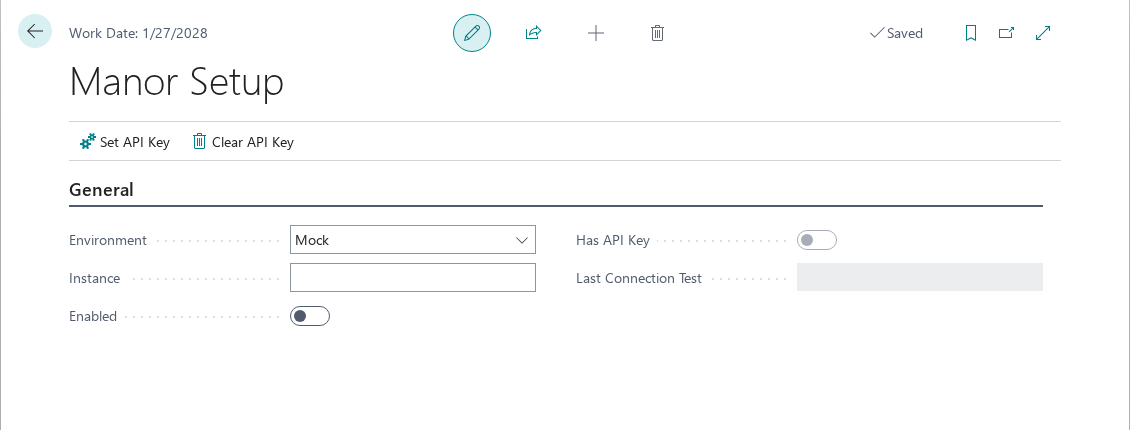 Work Date: 1/27/2028
Saved
Manor Setup
Set API Key
Clear API Key
General
Environment
Mock
Has API Key
Instance
Last Connection Test
Enabled